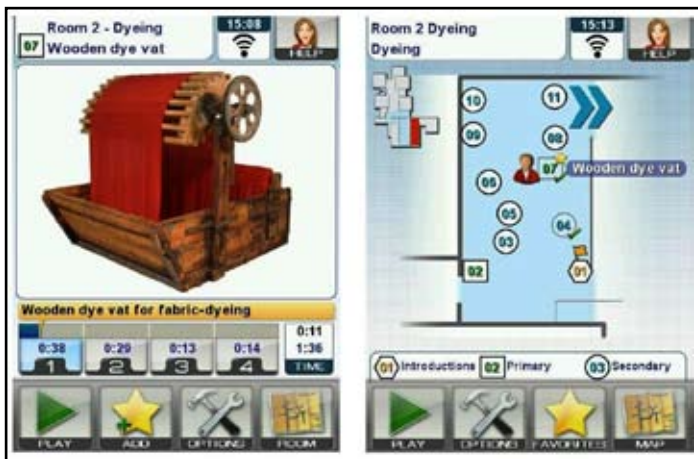 Room 2 - Dyeing
07 Wooden dye vat
15:08
HELP
Wooden dye vat for fabric-dyeing
0:38 0:29 0:13 0:14
1 2 3 4
0:11
1:36
TIME
PLAY ADD OPTIONS ROOM
Room 2 Dyeing
Dyeing
15:13
HELP
10
11
09
08
07 Wooden dye vat
06
05
04
03
02
01
01 Introductions 02 Primary 03 Secondary
PLAY OPTIONS FAVORITES MAP